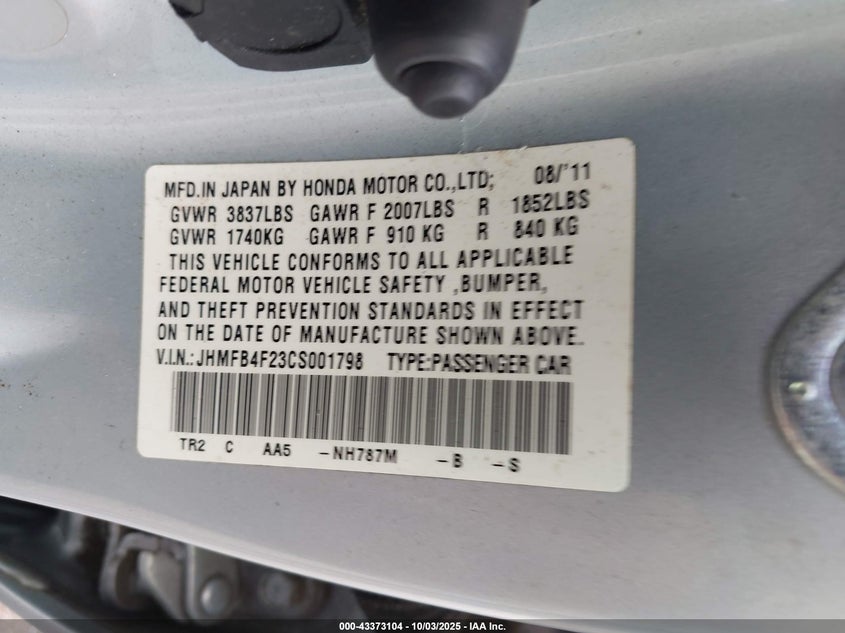 MFD.IN JAPAN BY HONDA MOTOR CO.,LTD; 08/'11
GVWR 3837LBS GAWR F 2007LBS R 1852LBS
GVWR 1740KG GAWR F 910 KG R 840 KG
THIS VEHICLE CONFORMS TO ALL APPLICABLE
FEDERAL MOTOR VEHICLE SAFETY ,BUMPER,
AND THEFT PREVENTION STANDARDS IN EFFECT
ON THE DATE OF MANUFACTURE SHOWN ABOVE.
V.I.N.: JHMFB4F23CS001798 TYPE:PASSENGER CAR
TR2 C AA5 -NH787M -B -S
000-43373104 - 10/03/2025 - IAA Inc.